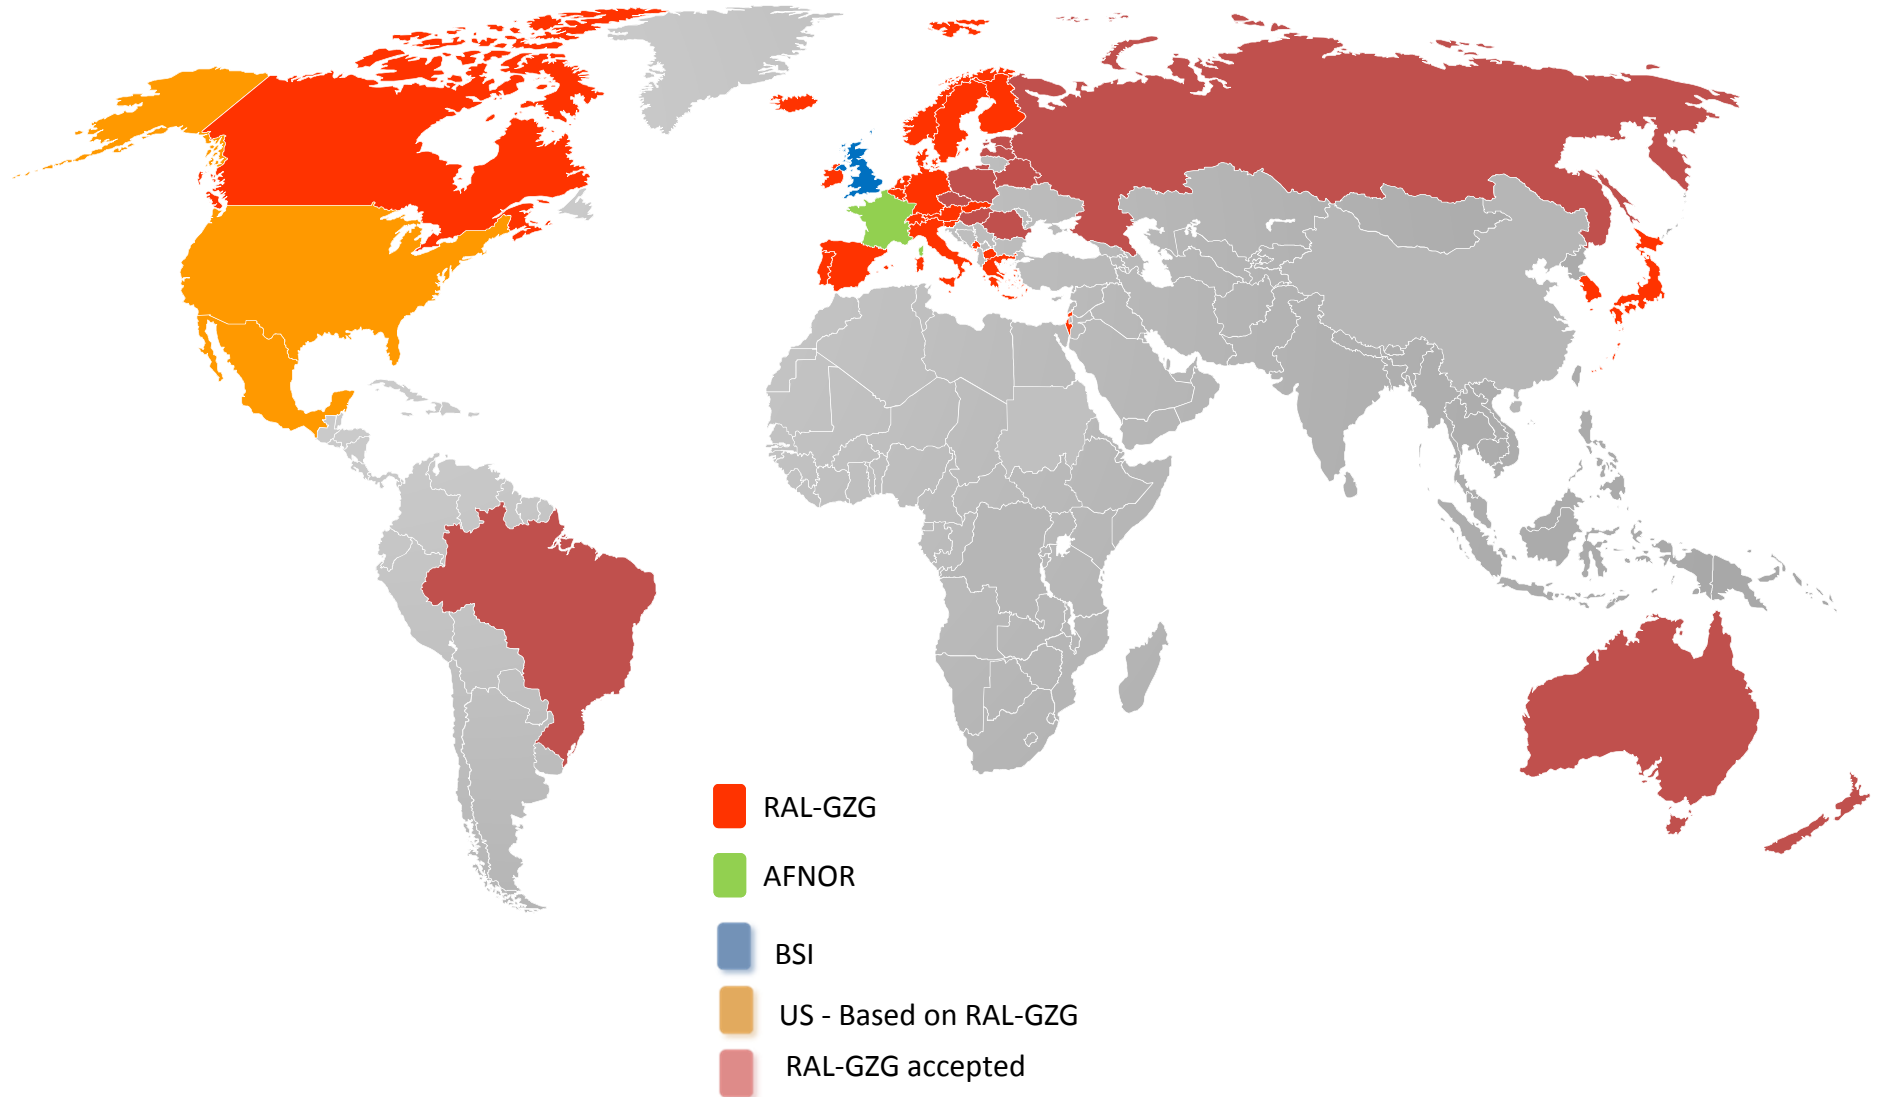 RAL-GZG
AFNOR
BSI
US - Based on RAL-GZG
RAL-GZG accepted